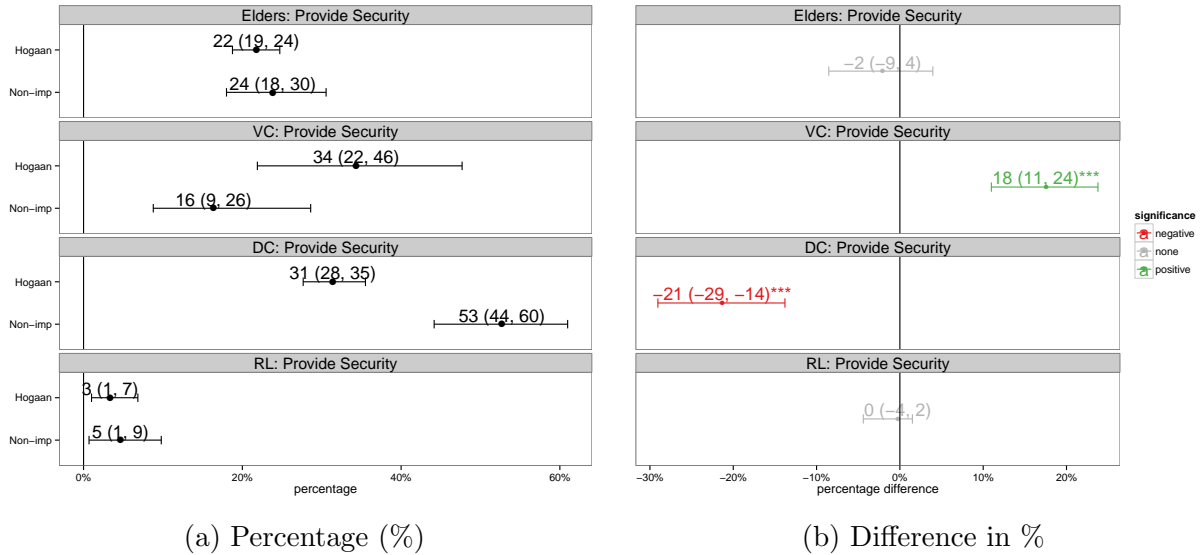 Elders: Provide Security
Hogaan
22 (19, 24)
Non−imp
24 (18, 30)
VC: Provide Security
Hogaan
34 (22, 46)
Non−imp
16 (9, 26)
DC: Provide Security
Hogaan
31 (28, 35)
Non−imp
53 (44, 60)
RL: Provide Security
Hogaan
3 (1, 7)
Non−imp
5 (1, 9)
0% 20% 40% 60%
percentage
(a) Percentage (%)
Elders: Provide Security
−2 (−9, 4)
VC: Provide Security
18 (11, 24)***
DC: Provide Security
−21 (−29, −14)***
RL: Provide Security
0 (−4, 2)
−30% −20% −10% 0% 10% 20%
percentage difference
(b) Difference in %
significance
a negative
a none
a positive